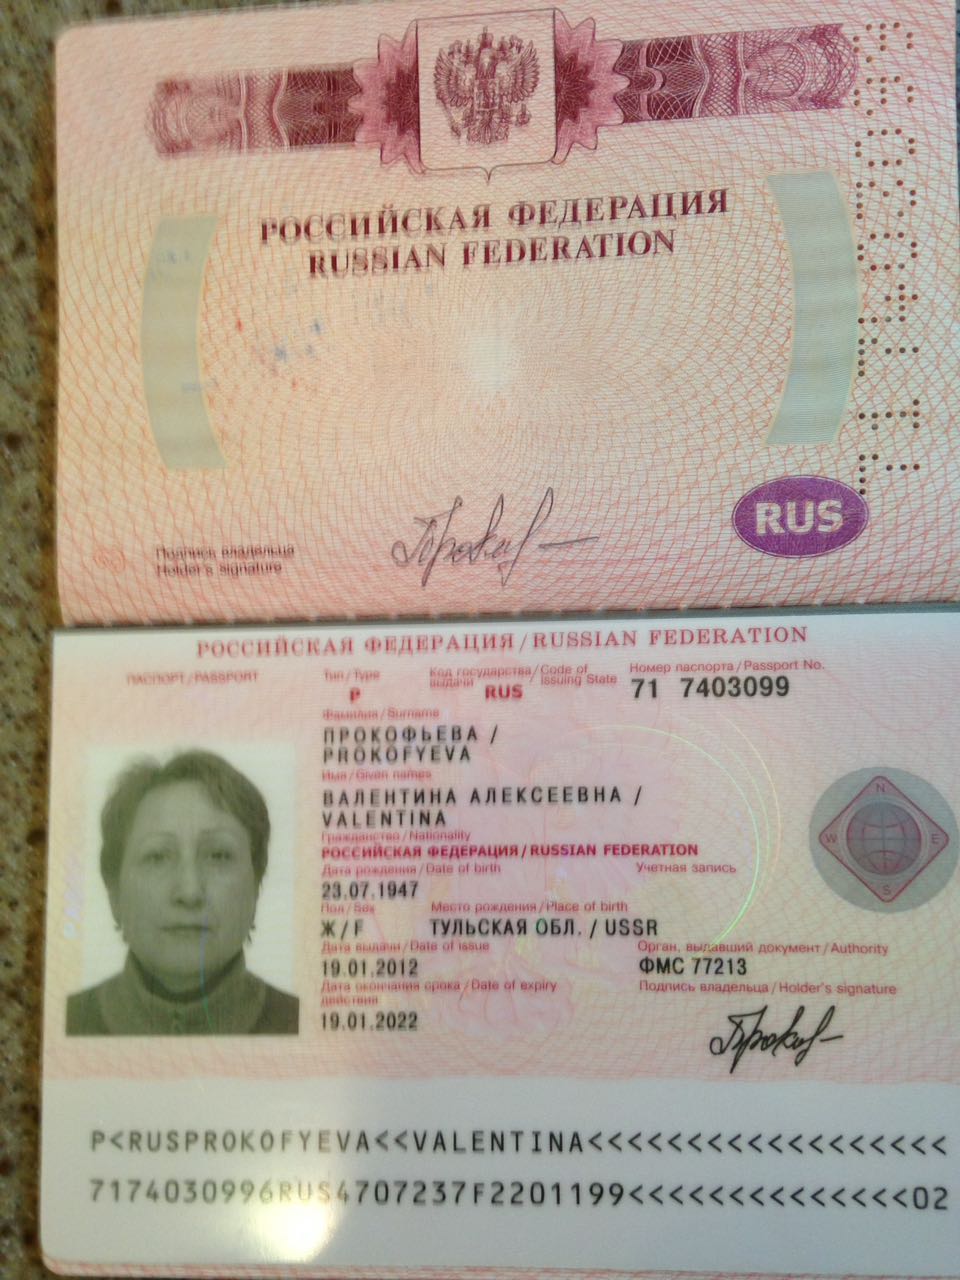 РОССИЙСКАЯ ФЕДЕРАЦИЯ
RUSSIAN FEDERATION
71 7403099
RUS
Подпись владельца
Holder's signature
РОССИЙСКАЯ ФЕДЕРАЦИЯ / RUSSIAN FEDERATION
ПАСПОРТ / PASSPORT
Тип / Type
Код государства / Code of
выдачи issuing State
Номер паспорта / Passport No.
P
RUS
71 7403099
Фамилия / Surname
ПРОКОФЬЕВА /
PROKOFYEVA
Имя / Given names
ВАЛЕНТИНА АЛЕКСЕЕВНА /
VALENTINA
Гражданство / Nationality
РОССИЙСКАЯ ФЕДЕРАЦИЯ / RUSSIAN FEDERATION
Дата рождения / Date of birth
Учетная запись
23.07.1947
Пол / Sex
Место рождения / Place of birth
Ж / F
ТУЛЬСКАЯ ОБЛ. / USSR
Дата выдачи / Date of issue
Орган, выдавший документ / Authority
19.01.2012
ФМС 77213
Дата окончания срока / Date of expiry
действия
Подпись владельца / Holder's signature
19.01.2022
N
W
E
S
P<RUSPROKOFYEVA<<VALENTINA<<<<<<<<<<<<<<<<<<
7174030996RUS4707237F2201199<<<<<<<<<<<<<<02